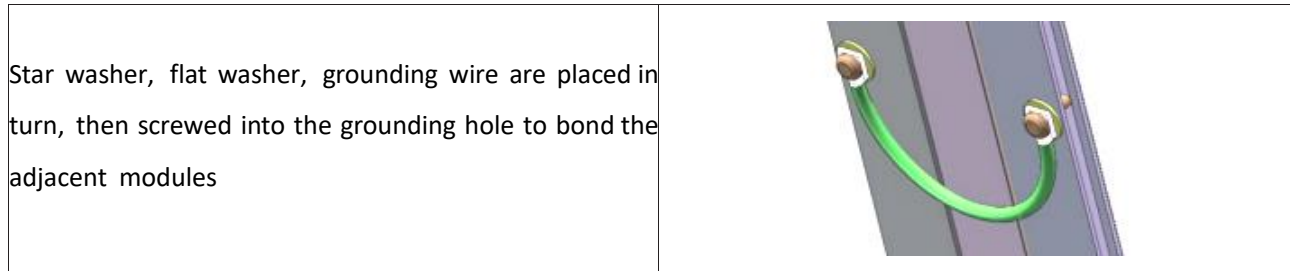 Star washer, flat washer, grounding wire are placed in
turn, then screwed into the grounding hole to bond the
adjacent modules